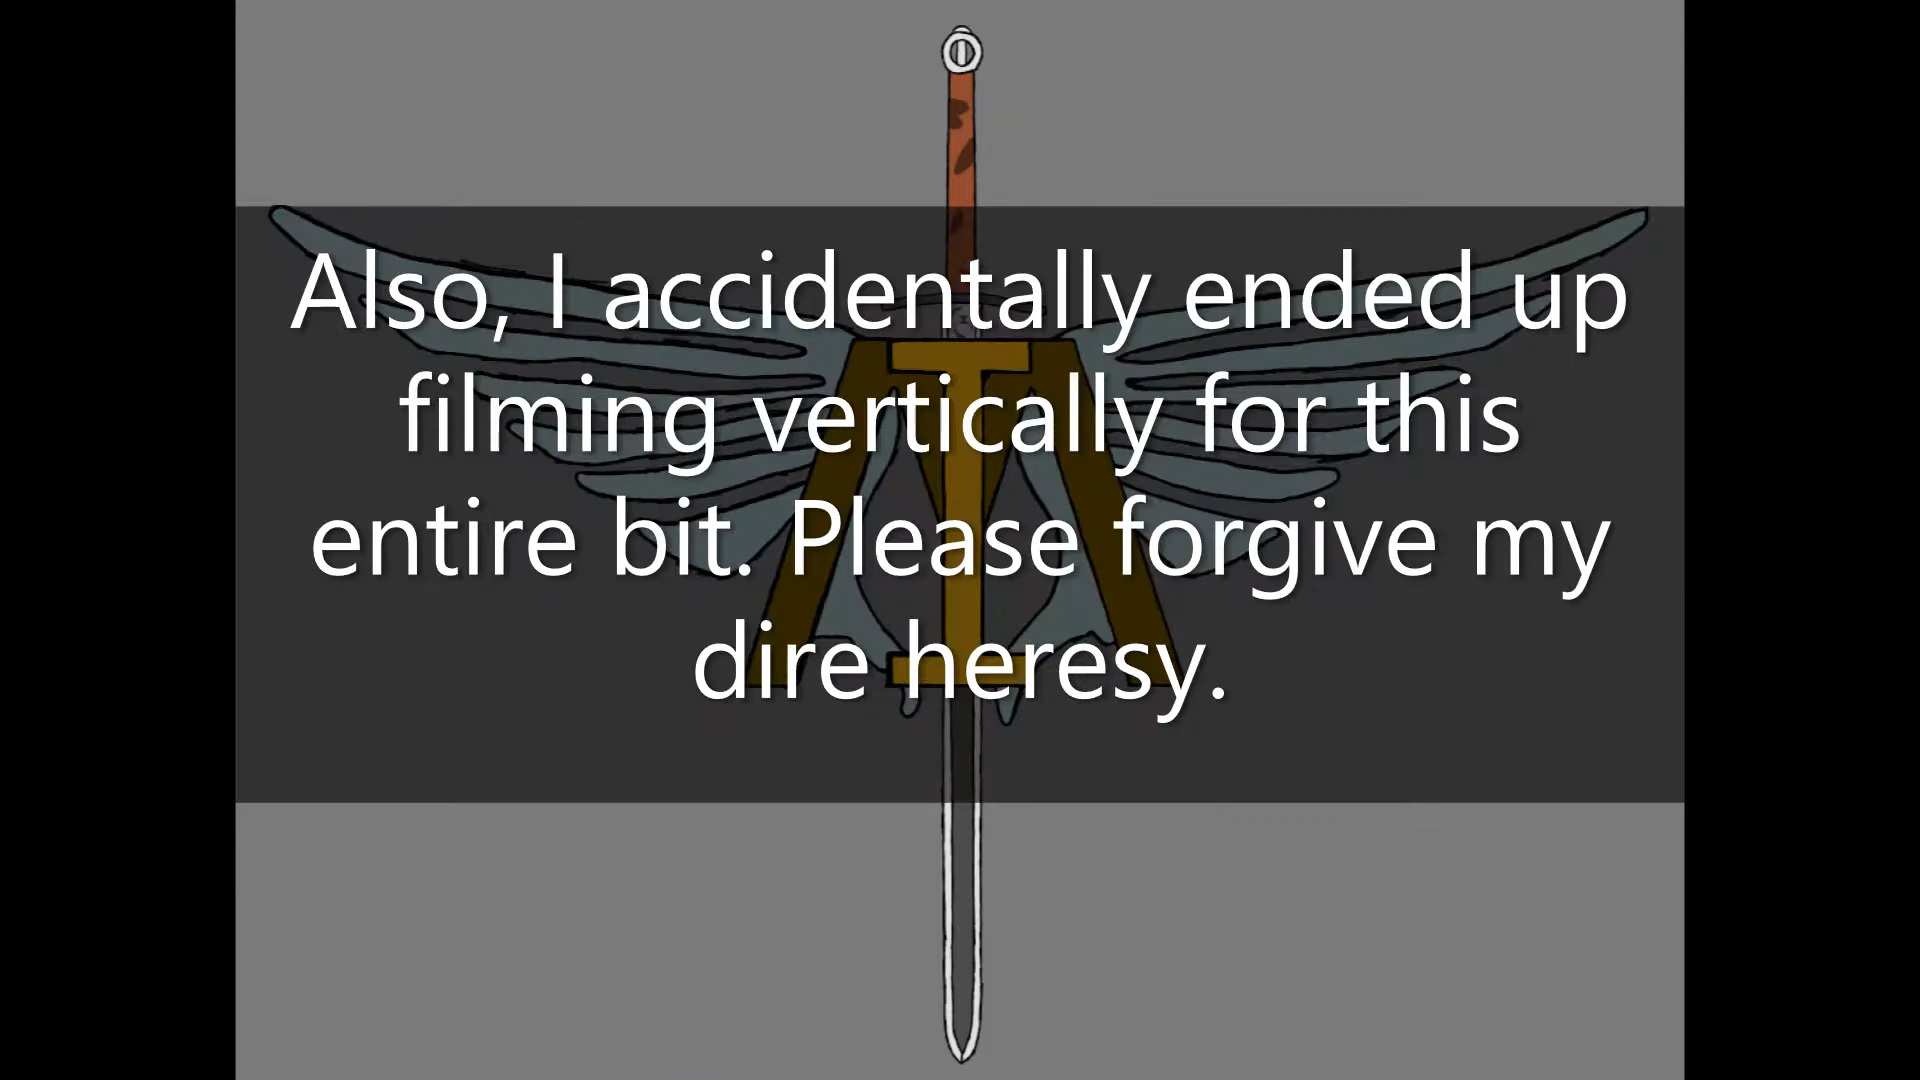 Also, I accidentally ended up
filming vertically for this
entire bit. Please forgive my
dire heresy.